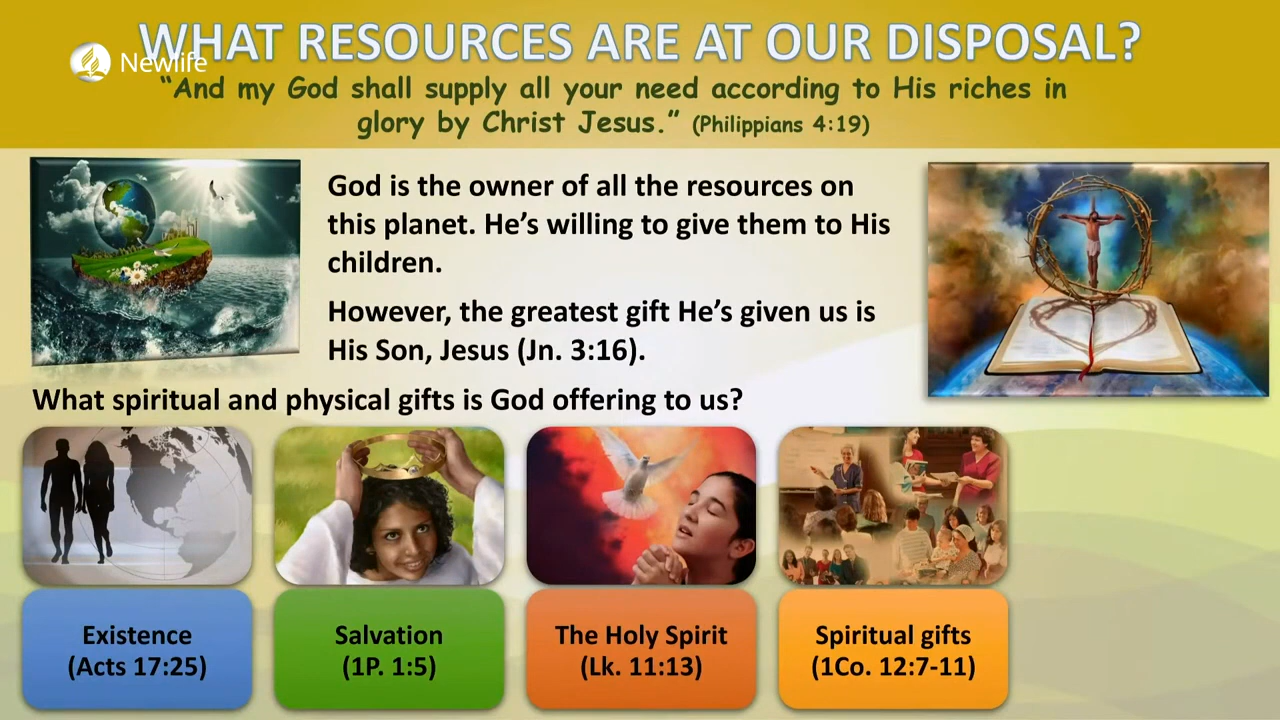 WHAT RESOURCES ARE AT OUR DISPOSAL?
Newlife
“And my God shall supply all your need according to His riches in
glory by Christ Jesus.” (Philippians 4:19)
God is the owner of all the resources on
this planet. He’s willing to give them to His
children.
However, the greatest gift He’s given us is
His Son, Jesus (Jn. 3:16).
What spiritual and physical gifts is God offering to us?
Existence
(Acts 17:25)
Salvation
(1P. 1:5)
The Holy Spirit
(Lk. 11:13)
Spiritual gifts
(1Co. 12:7-11)